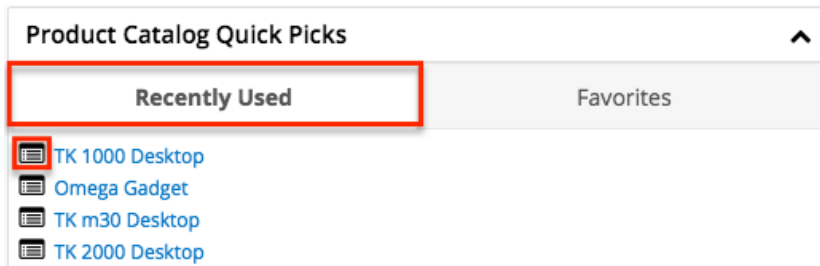 Product Catalog Quick Picks
Recently Used
Favorites
TK 1000 Desktop
Omega Gadget
TK m30 Desktop
TK 2000 Desktop